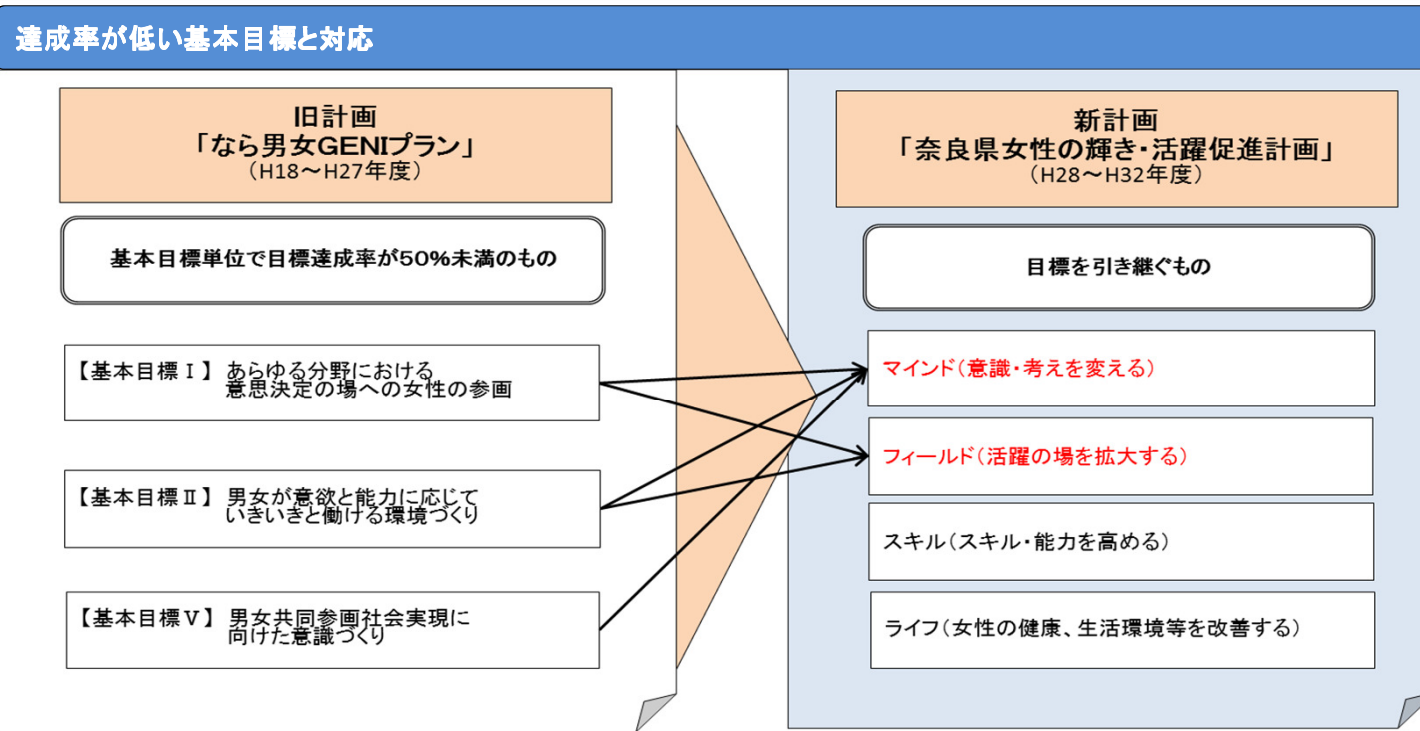 達成率が低い基本目標と対応
旧計画
「なら男女GENIプラン」
(H18～H27年度)
基本目標単位で目標達成率が50%未満のもの
【基本目標Ⅰ】 あらゆる分野における
意思決定の場への女性の参画
【基本目標Ⅱ】 男女が意欲と能力に応じて
いきいきと働ける環境づくり
【基本目標Ⅴ】 男女共同参画社会実現に
向けた意識づくり
新計画
「奈良県女性の輝き・活躍促進計画」
(H28～H32年度)
目標を引き継ぐもの
マインド(意識・考えを変える)
フィールド(活躍の場を拡大する)
スキル(スキル・能力を高める)
ライフ(女性の健康、生活環境等を改善する)